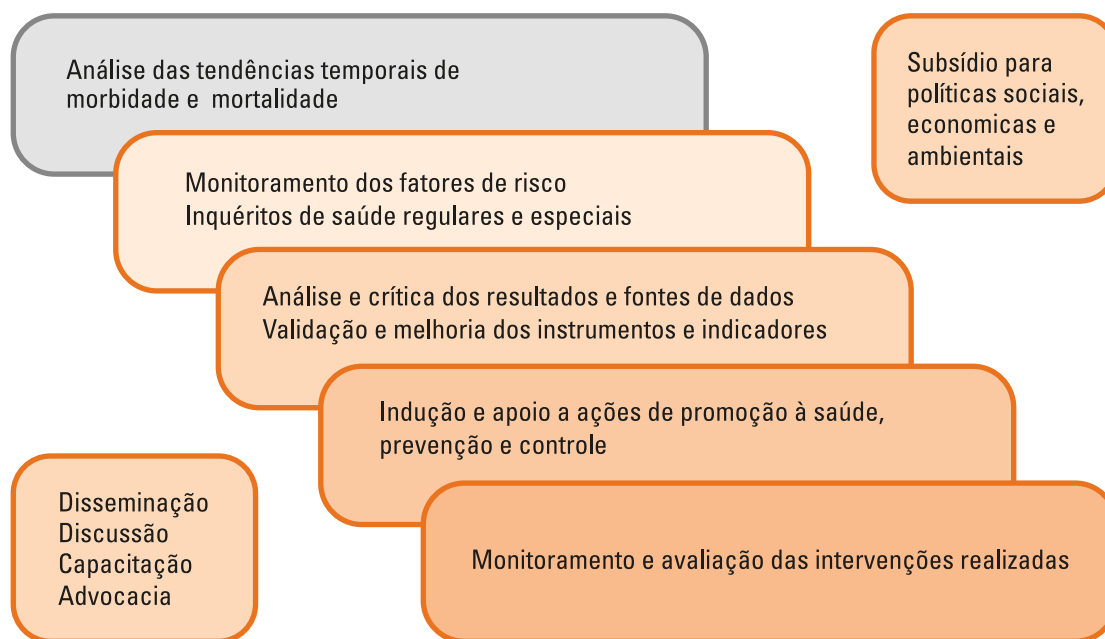 Análise das tendências temporais de
morbidade e mortalidade
Subsídio para
políticas sociais,
economicas e
ambientais
Monitoramento dos fatores de risco
Inquéritos de saúde regulares e especiais
Análise e crítica dos resultados e fontes de dados
Validação e melhoria dos instrumentos e indicadores
Indução e apoio a ações de promoção à saúde,
prevenção e controle
Disseminação
Discussão
Capacitação
Advocacia
Monitoramento e avaliação das intervenções realizadas